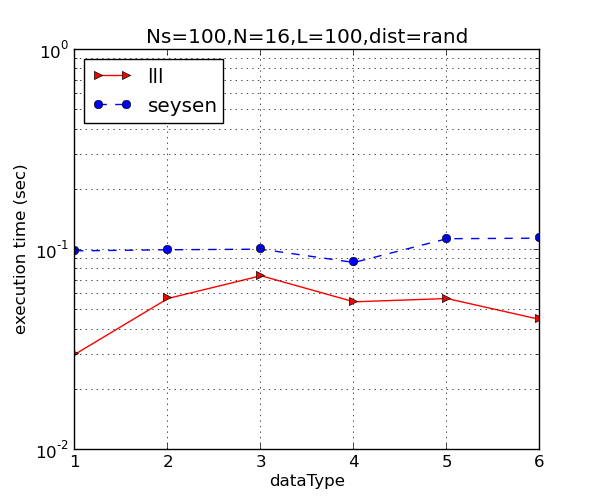 Ns=100,N=16,L=100,dist=rand
10^0
lll
seysen
execution time (sec)
10^-1
10^-2
1 2 3 4 5 6
dataType